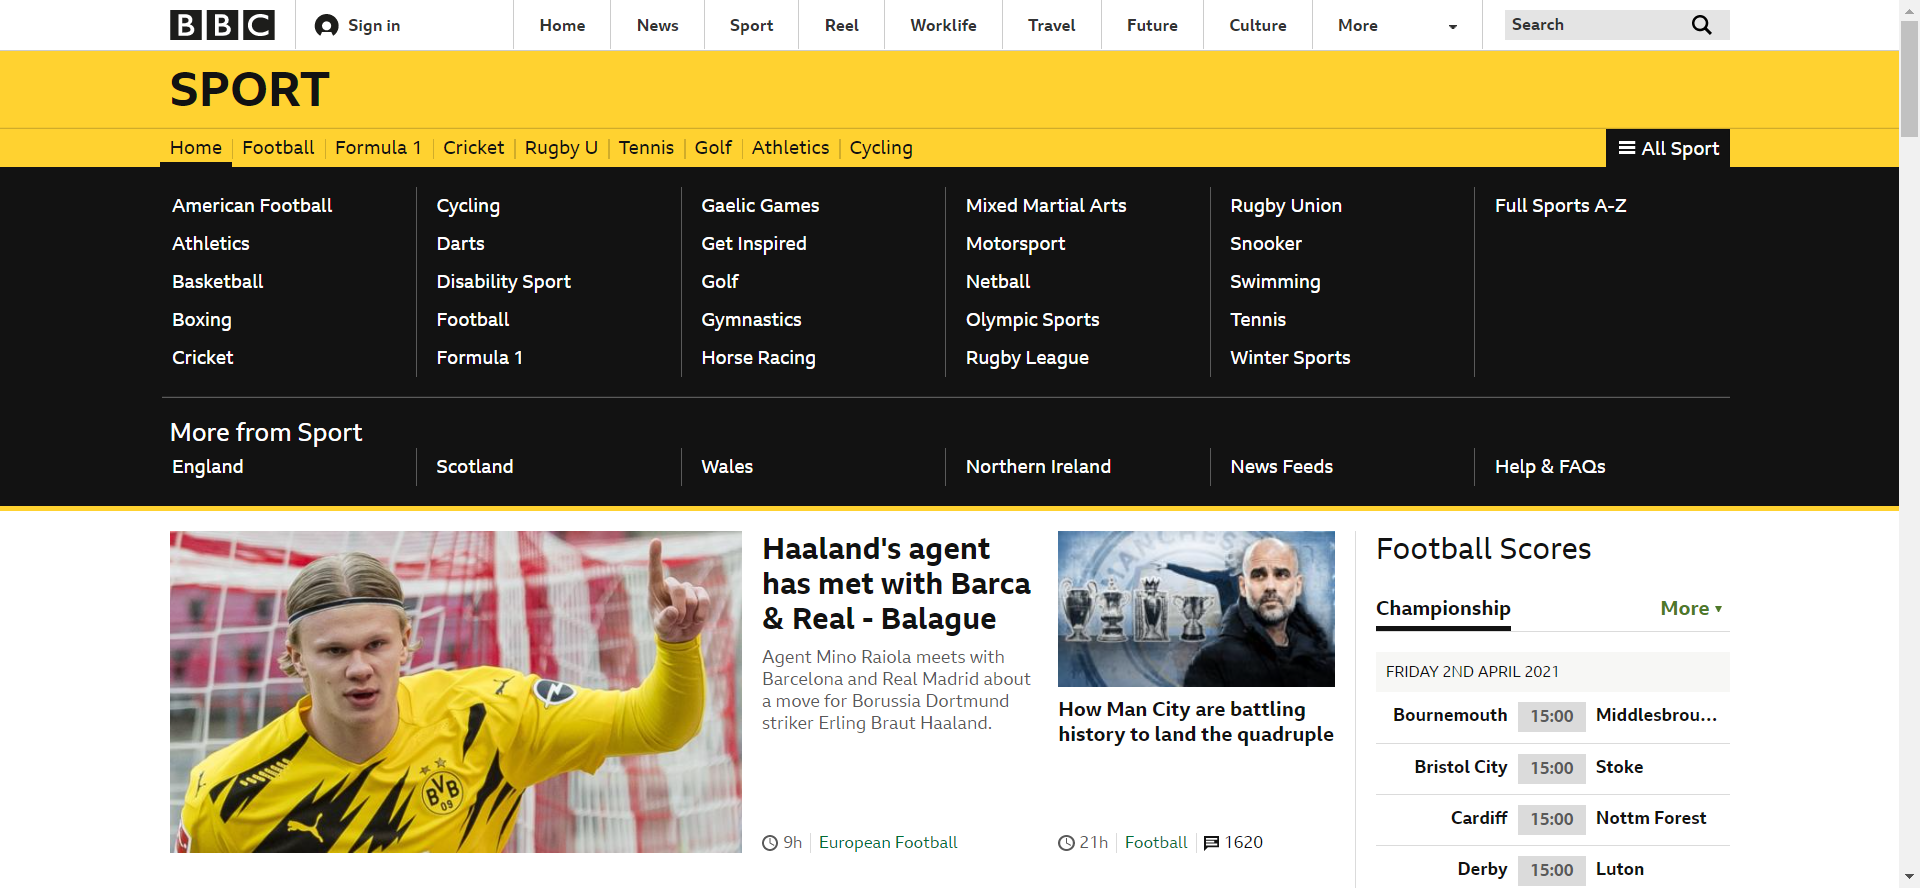 BBC
Sign in
Home
News
Sport
Reel
Worklife
Travel
Future
Culture
More
Search
SPORT
Home
Football
Formula 1
Cricket
Rugby U
Tennis
Golf
Athletics
Cycling
All Sport
American Football
Athletics
Basketball
Boxing
Cricket
Cycling
Darts
Disability Sport
Football
Formula 1
Gaelic Games
Get Inspired
Golf
Gymnastics
Horse Racing
Mixed Martial Arts
Motorsport
Netball
Olympic Sports
Rugby League
Rugby Union
Snooker
Swimming
Tennis
Winter Sports
Full Sports A-Z
More from Sport
England
Scotland
Wales
Northern Ireland
News Feeds
Help & FAQs
BVB
09
Haaland's agent
has met with Barca
& Real - Balague
Agent Mino Raiola meets with
Barcelona and Real Madrid about
a move for Borussia Dortmund
striker Erling Braut Haaland.
9h
European Football
MANCHES
How Man City are battling
history to land the quadruple
21h
Football
1620
Football Scores
Championship
More
FRIDAY 2ND APRIL 2021
Bournemouth 15:00 Middlesbrou...
Bristol City 15:00 Stoke
Cardiff 15:00 Nottm Forest
Derby 15:00 Luton